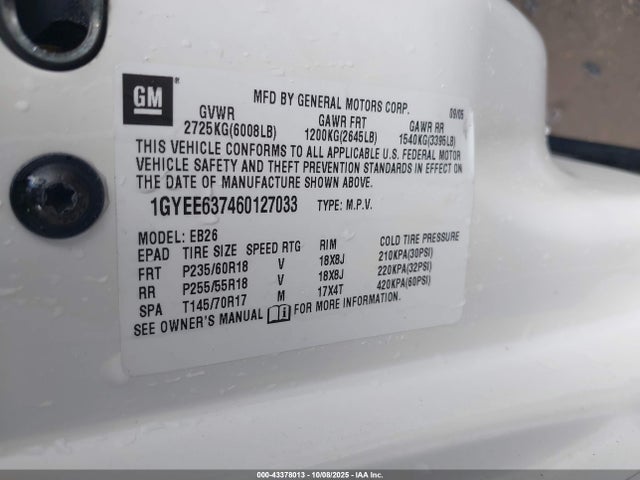 GM ®
MFD BY GENERAL MOTORS CORP. 09/05
GVWR GAWR FRT GAWR RR
2725KG(6008LB) 1200KG(2645LB) 1540KG(3395LB)
THIS VEHICLE CONFORMS TO ALL APPLICABLE U.S. FEDERAL MOTOR
VEHICLE SAFETY AND THEFT PREVENTION STANDARDS IN EFFECT ON
THE DATE OF MANUFACTURE SHOWN ABOVE.
1GYEE637460127033 TYPE: M.P.V.
MODEL: EB26
EPAD TIRE SIZE SPEED RTG RIM COLD TIRE PRESSURE
FRT P235/60R18 V 18X8J 210KPA(30PSI)
RR P255/55R18 V 18X8J 220KPA(32PSI)
SPA T145/70R17 M 17X4T 420KPA(60PSI)
SEE OWNER'S MANUAL FOR MORE INFORMATION.
000-43378013 - 10/08/2025 - IAA Inc.